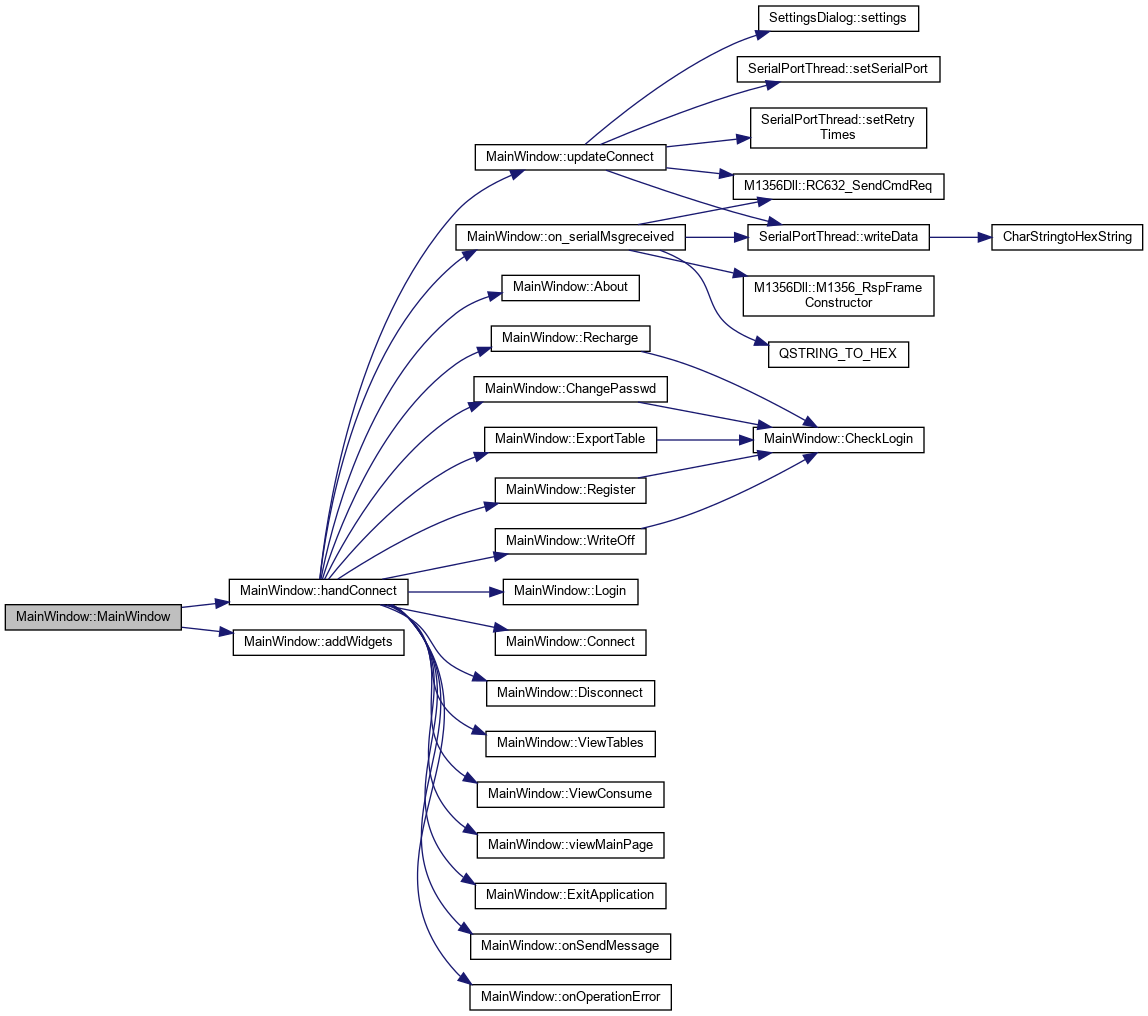 SettingsDialog::settings
SerialPortThread::setSerialPort
SerialPortThread::setRetry
Times
MainWindow::updateConnect
M1356Dll::RC632_SendCmdReq
MainWindow::on_serialMsgreceived
SerialPortThread::writeData
CharStringtoHexString
MainWindow::About
M1356Dll::M1356_RspFrame
Constructor
MainWindow::Recharge
QSTRING_TO_HEX
MainWindow::ChangePasswd
MainWindow::ExportTable
MainWindow::CheckLogin
MainWindow::Register
MainWindow::WriteOff
MainWindow::handConnect
MainWindow::Login
MainWindow::MainWindow
MainWindow::addWidgets
MainWindow::Connect
MainWindow::Disconnect
MainWindow::ViewTables
MainWindow::ViewConsume
MainWindow::viewMainPage
MainWindow::ExitApplication
MainWindow::onSendMessage
MainWindow::onOperationError